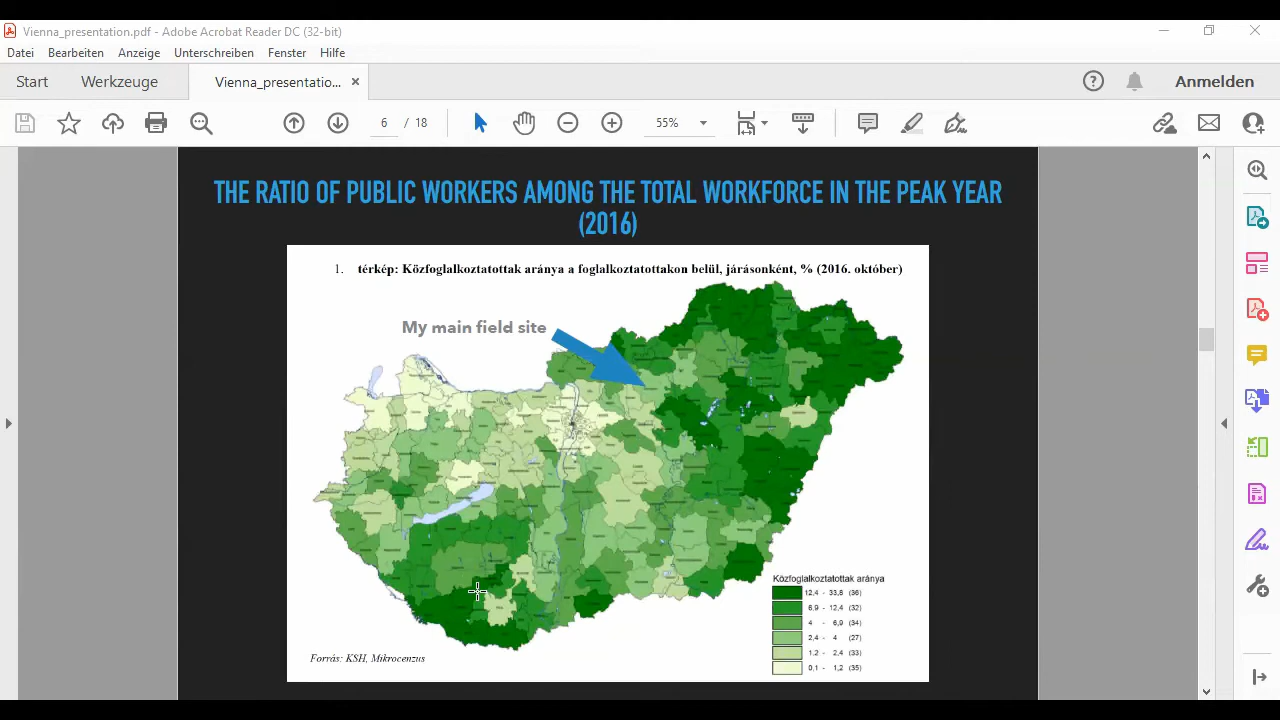 Vienna_presentation.pdf - Adobe Acrobat Reader DC (32-bit)
Datei Bearbeiten Anzeige Unterschreiben Fenster Hilfe
Start Werkzeuge Vienna_presentatio... × Anmelden
6 / 18 55%
THE RATIO OF PUBLIC WORKERS AMONG THE TOTAL WORKFORCE IN THE PEAK YEAR
(2016)
1. térkép: Közfoglalkoztatottak aránya a foglalkoztatottakon belül, járásonként, % (2016. október)
My main field site
Közfoglalkoztatottak aránya
12,4 - 33,8 (36)
6,9 - 12,4 (32)
4 - 6,9 (34)
2,4 - 4 (27)
1,2 - 2,4 (33)
0,1 - 1,2 (35)
Forrás: KSH, Mikrocenzus